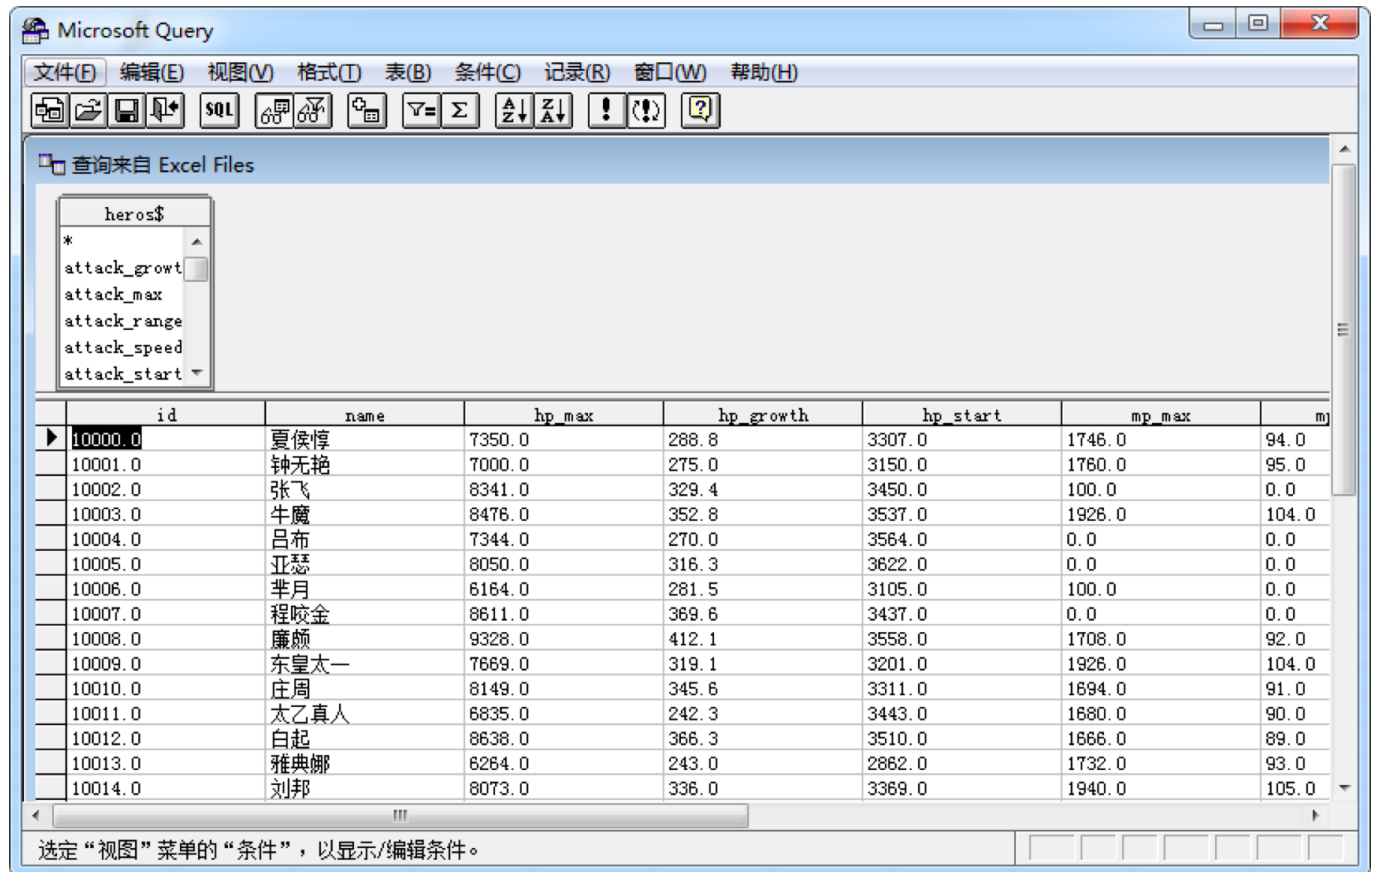 Microsoft Query
文件(F) 编辑(E) 视图(V) 格式(T) 表(B) 条件(C) 记录(R) 窗口(W) 帮助(H)
SQL
查询来自 Excel Files
heros$
*
attack_growt
attack_max
attack_range
attack_speed
attack_start
id name hp_max hp_growth hp_start mp_max
10000.0 夏侯惇 7350.0 288.8 3307.0 1746.0 94.0
10001.0 钟无艳 7000.0 275.0 3150.0 1760.0 95.0
10002.0 张飞 8341.0 329.4 3450.0 100.0 0.0
10003.0 牛魔 8476.0 352.8 3537.0 1926.0 104.0
10004.0 吕布 7344.0 270.0 3564.0 0.0 0.0
10005.0 亚瑟 8050.0 316.3 3622.0 0.0 0.0
10006.0 芈月 6164.0 281.5 3105.0 100.0 0.0
10007.0 程咬金 8611.0 369.6 3437.0 0.0 0.0
10008.0 廉颇 9328.0 412.1 3558.0 1708.0 92.0
10009.0 东皇太一 7669.0 319.1 3201.0 1926.0 104.0
10010.0 庄周 8149.0 345.6 3311.0 1694.0 91.0
10011.0 太乙真人 6835.0 242.3 3443.0 1680.0 90.0
10012.0 白起 8638.0 366.3 3510.0 1666.0 89.0
10013.0 雅典娜 6264.0 243.0 2862.0 1732.0 93.0
10014.0 刘邦 8073.0 336.0 3369.0 1940.0 105.0
选定“视图”菜单的“条件”，以显示/编辑条件。